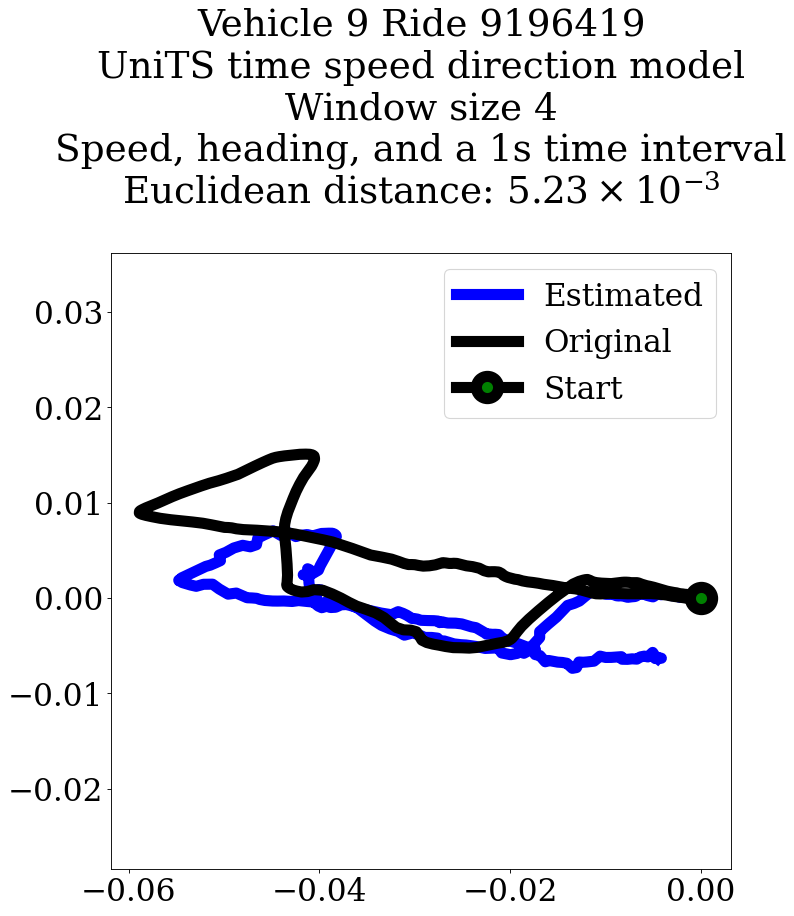 Vehicle 9 Ride 9196419
UniTS time speed direction model
Window size 4
Speed, heading, and a 1s time interval
Euclidean distance: 5.23 × 10⁻³
Estimated
Original
Start
0.03
0.02
0.01
0.00
−0.01
−0.02
−0.06
−0.04
−0.02
0.00